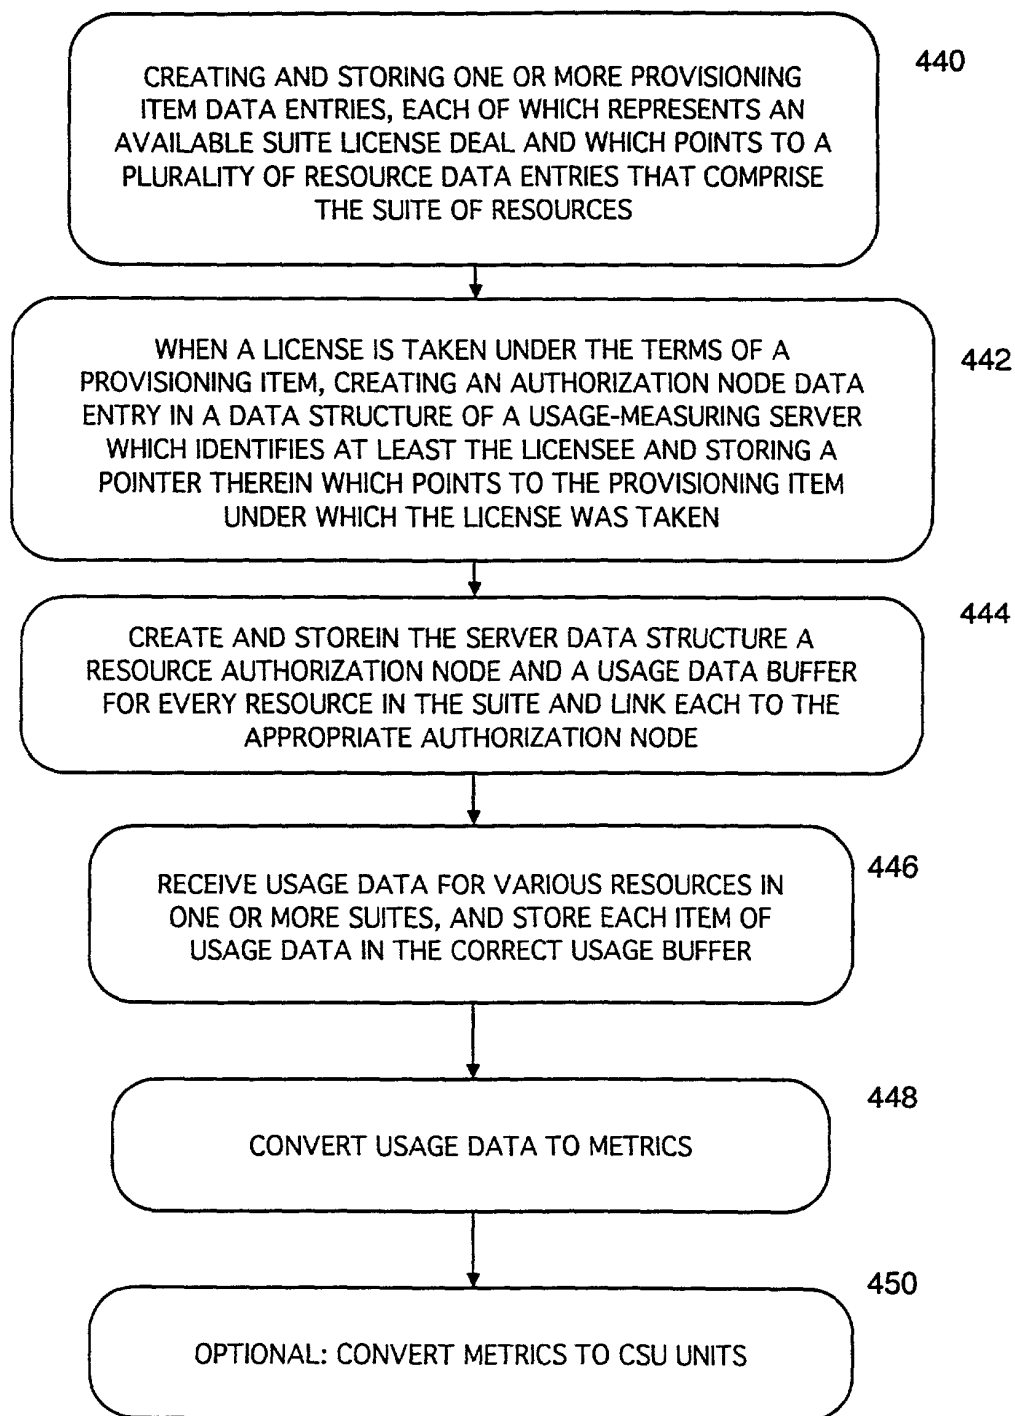 440
CREATING AND STORING ONE OR MORE PROVISIONING
ITEM DATA ENTRIES, EACH OF WHICH REPRESENTS AN
AVAILABLE SUITE LICENSE DEAL AND WHICH POINTS TO A
PLURALITY OF RESOURCE DATA ENTRIES THAT COMPRISE
THE SUITE OF RESOURCES
442
WHEN A LICENSE IS TAKEN UNDER THE TERMS OF A
PROVISIONING ITEM, CREATING AN AUTHORIZATION NODE DATA
ENTRY IN A DATA STRUCTURE OF A USAGE-MEASURING SERVER
WHICH IDENTIFIES AT LEAST THE LICENSEE AND STORING A
POINTER THEREIN WHICH POINTS TO THE PROVISIONING ITEM
UNDER WHICH THE LICENSE WAS TAKEN
444
CREATE AND STOREIN THE SERVER DATA STRUCTURE A
RESOURCE AUTHORIZATION NODE AND A USAGE DATA BUFFER
FOR EVERY RESOURCE IN THE SUITE AND LINK EACH TO THE
APPROPRIATE AUTHORIZATION NODE
446
RECEIVE USAGE DATA FOR VARIOUS RESOURCES IN
ONE OR MORE SUITES, AND STORE EACH ITEM OF
USAGE DATA IN THE CORRECT USAGE BUFFER
448
CONVERT USAGE DATA TO METRICS
450
OPTIONAL: CONVERT METRICS TO CSU UNITS